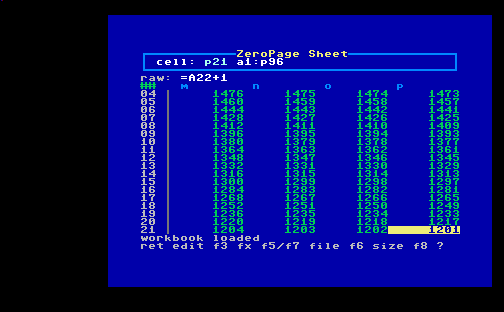 ZeroPage Sheet
cell: p21 a1:p96
raw: =A22+1
## m n o p
04 1476 1475 1474 1473
05 1460 1459 1458 1457
06 1444 1443 1442 1441
07 1428 1427 1426 1425
08 1412 1411 1410 1409
09 1396 1395 1394 1393
10 1380 1379 1378 1377
11 1364 1363 1362 1361
12 1348 1347 1346 1345
13 1332 1331 1330 1329
14 1316 1315 1314 1313
15 1300 1299 1298 1297
16 1284 1283 1282 1281
17 1268 1267 1266 1265
18 1252 1251 1250 1249
19 1236 1235 1234 1233
20 1220 1219 1218 1217
21 1204 1203 1202 1201
workbook loaded
ret edit f3 fx f5/f7 file f6 size f8 ?